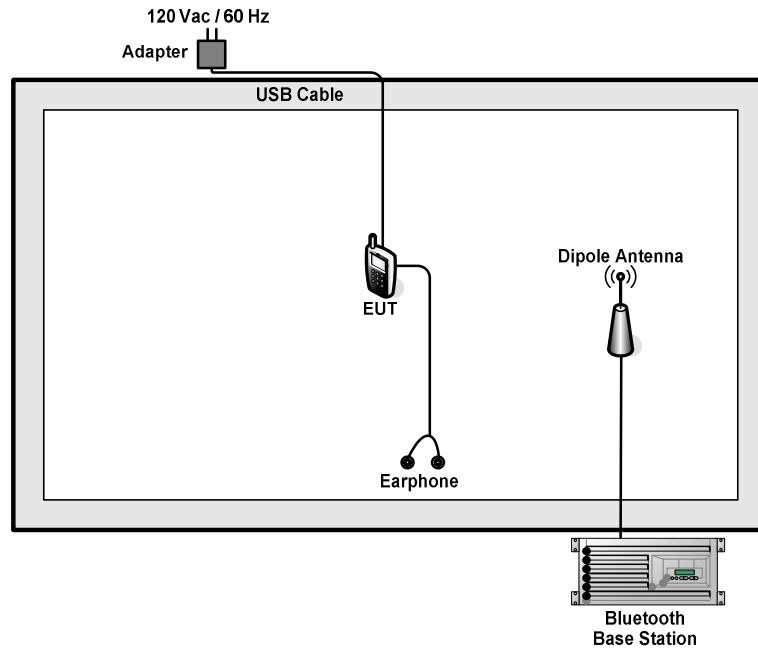 120 Vac / 60 Hz
Adapter
USB Cable
Dipole Antenna
EUT
Earphone
Bluetooth
Base Station